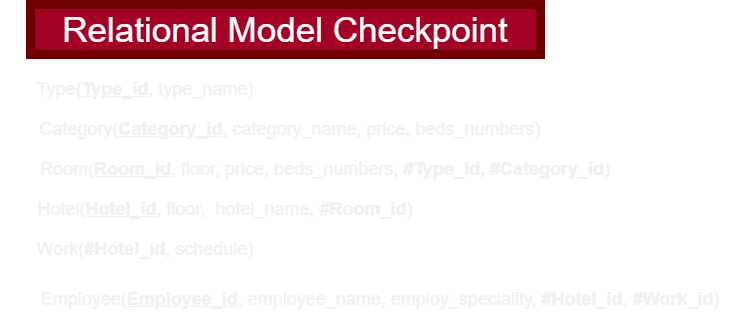 Relational Model Checkpoint
Type(Type_id, type_name)
Category(Category_id, category_name, price, beds_numbers)
Room(Room_id, floor, price, beds_numbers, #Type_id, #Category_id)
Hotel(Hotel_id, floor,  hotel_name, #Room_id)
Work(#Hotel_id, schedule)
Employee(Employee_id, employee_name, employ_speciality, #Hotel_id, #Work_id)